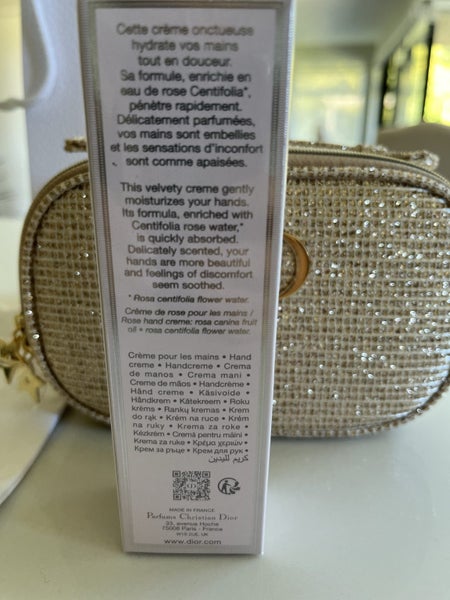 Cette crème onctueuse
hydrate vos mains
tout en douceur.
Sa formule, enrichie en
eau de rose Centifolia*,
pénètre rapidement.
Délicatement parfumées,
vos mains sont embellies
et les sensations d'inconfort
sont comme apaisées.
This velvety creme gently
moisturizes your hands.
Its formula, enriched with
Centifolia rose water,*
is quickly absorbed.
Delicately scented, your
hands are more beautiful
and feelings of discomfort
seem soothed.
* Rosa centifolia flower water.
Crème de rose pour les mains /
Rose hand creme: rosa canina fruit
oil • rosa centifolia flower water.
Crème pour les mains • Hand
creme • Handcreme • Crema
de manos • Crema mani •
Creme de mãos • Handcrème •
Hånd creme • Käsivoide •
Håndkrem • Kätekreem • Roku
krēms • Rankų kremas • Krem
do rąk • Krém na ruce • Krém
na ruky • Krema za roke •
Kézkrém • Cremă pentru mâini •
Krema za ruke • Κρέμα χεριών •
Крем за ръце • Крем для рук •
كريم لليدين
MADE IN FRANCE
Parfums Christian Dior
33, avenue Hoche
75008 Paris - France
W1S 2JE, UK
www.dior.com